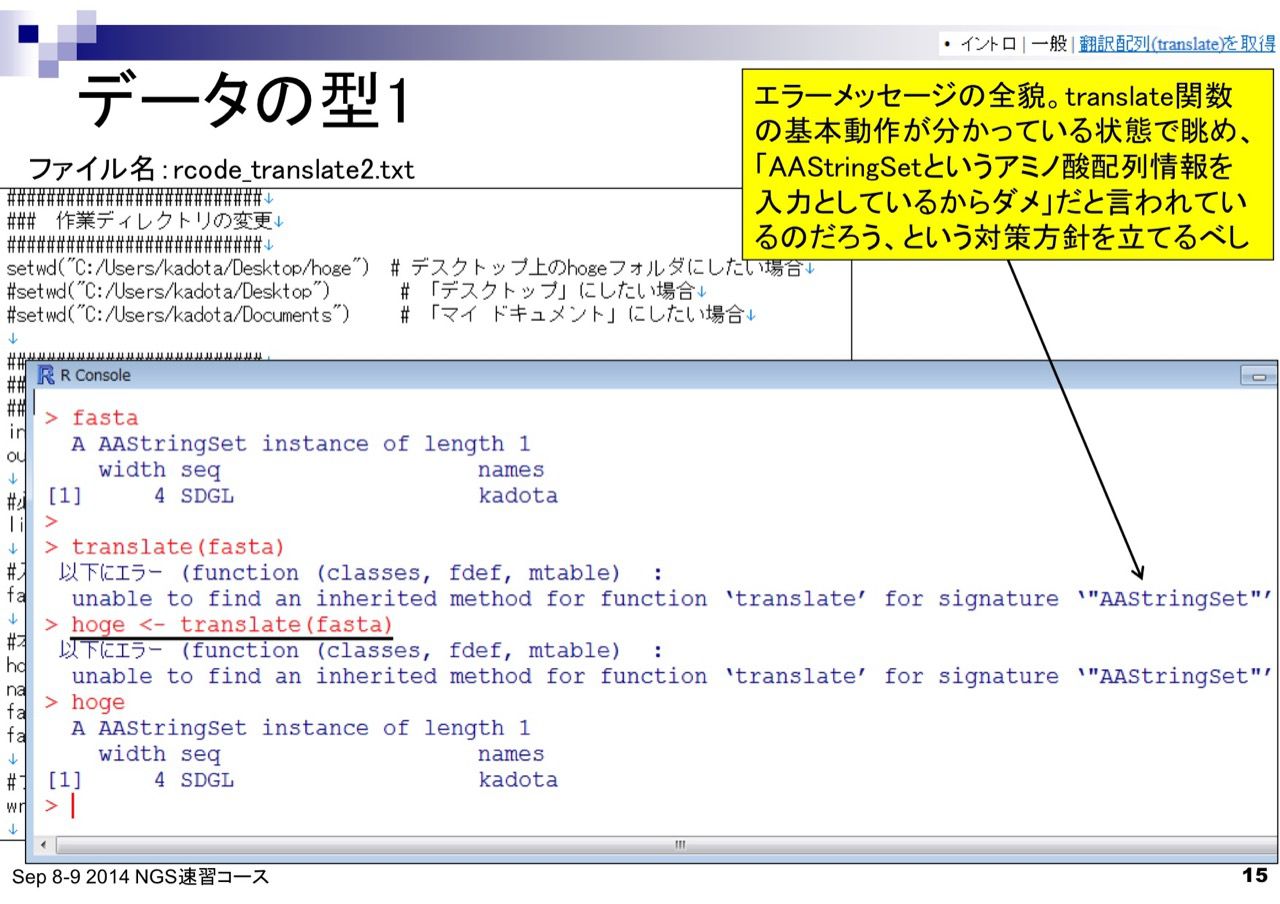 • イントロ | 一般 | 翻訳配列(translate)を取得
データの型1
エラーメッセージの全貌。translate関数
の基本動作が分かっている状態で眺め、
「AAStringSetというアミノ酸配列情報を
入力としているからダメ」だと言われてい
るのだろう、という対策方針を立てるべし
ファイル名：rcode_translate2.txt
##########################↓
### 作業ディレクトリの変更↓
##########################↓
setwd("C:/Users/kadota/Desktop/hoge") # デスクトップ上のhogeフォルダにしたい場合↓
#setwd("C:/Users/kadota/Desktop") # 「デスクトップ」にしたい場合↓
#setwd("C:/Users/kadota/Documents") # 「マイ ドキュメント」にしたい場合↓
↓
R Console
> fasta
A AAStringSet instance of length 1
width seq names
[1] 4 SDGL kadota
>
> translate(fasta)
以下にエラー (function (classes, fdef, mtable) :
unable to find an inherited method for function ‘translate’ for signature ‘"AAStringSet"’
> hoge <- translate(fasta)
以下にエラー (function (classes, fdef, mtable) :
unable to find an inherited method for function ‘translate’ for signature ‘"AAStringSet"’
> hoge
A AAStringSet instance of length 1
width seq names
[1] 4 SDGL kadota
>
Sep 8-9 2014 NGS速習コース
15